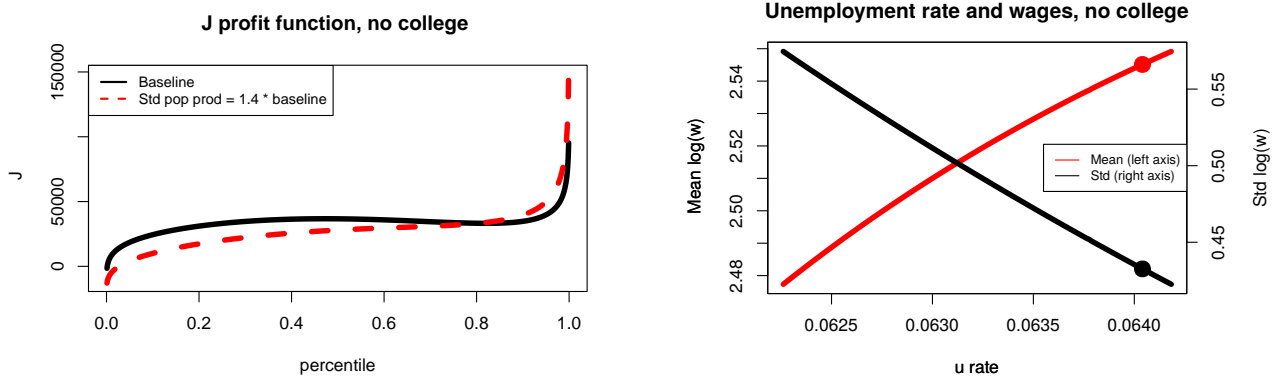 J profit function, no college
Baseline
Std pop prod = 1.4 * baseline
J
0
50000
150000
0.0 0.2 0.4 0.6 0.8 1.0
percentile
Unemployment rate and wages, no college
Mean (left axis)
Std (right axis)
Mean log(w)
2.48 2.50 2.52 2.54
Std log(w)
0.45 0.50 0.55
0.0625 0.0630 0.0635 0.0640
u rate